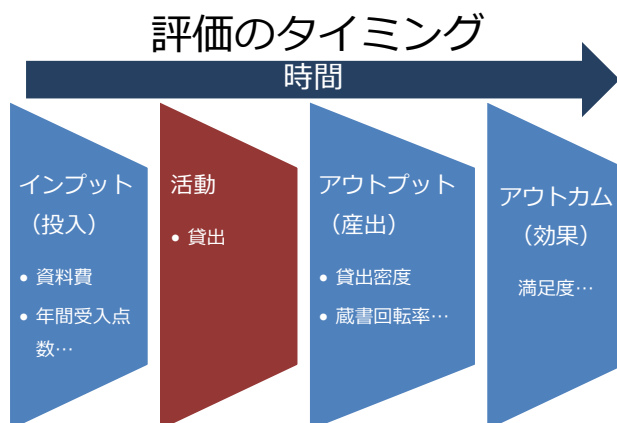 評価のタイミング
時間
インプット
（投入）
• 資料費
• 年間受入点
数…
活動
• 貸出
アウトプット
（産出）
• 貸出密度
• 蔵書回転率…
アウトカム
（効果）
満足度…